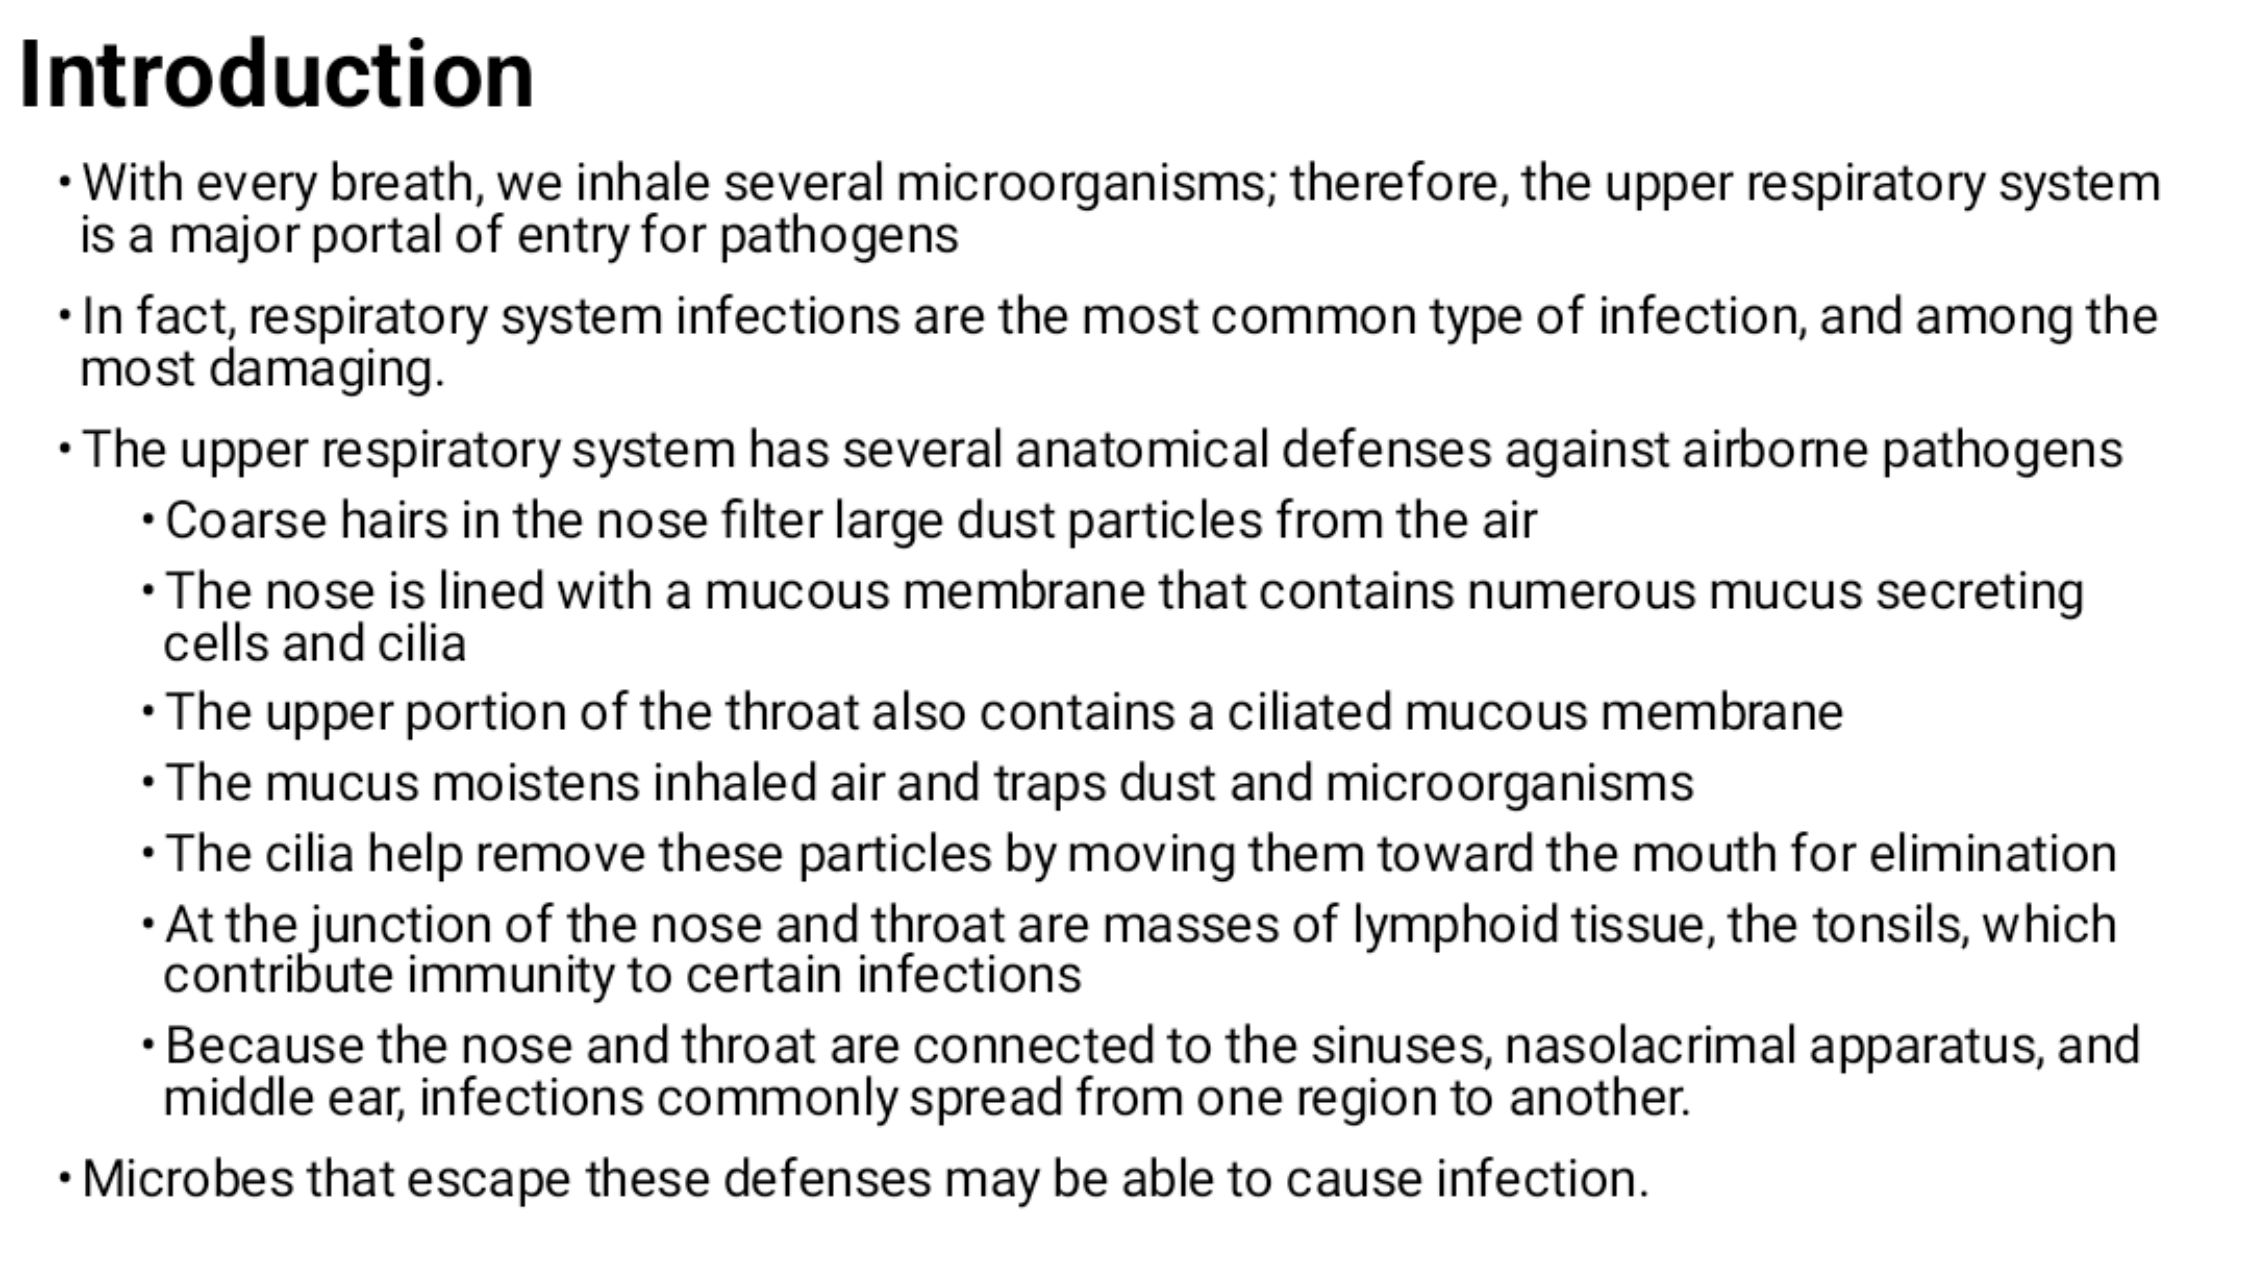 Introduction
• With every breath, we inhale several microorganisms; therefore, the upper respiratory system
is a major portal of entry for pathogens
• In fact, respiratory system infections are the most common type of infection, and among the
most damaging.
• The upper respiratory system has several anatomical defenses against airborne pathogens
• Coarse hairs in the nose filter large dust particles from the air
• The nose is lined with a mucous membrane that contains numerous mucus secreting
cells and cilia
• The upper portion of the throat also contains a ciliated mucous membrane
• The mucus moistens inhaled air and traps dust and microorganisms
• The cilia help remove these particles by moving them toward the mouth for elimination
• At the junction of the nose and throat are masses of lymphoid tissue, the tonsils, which
contribute immunity to certain infections
• Because the nose and throat are connected to the sinuses, nasolacrimal apparatus, and
middle ear, infections commonly spread from one region to another.
• Microbes that escape these defenses may be able to cause infection.